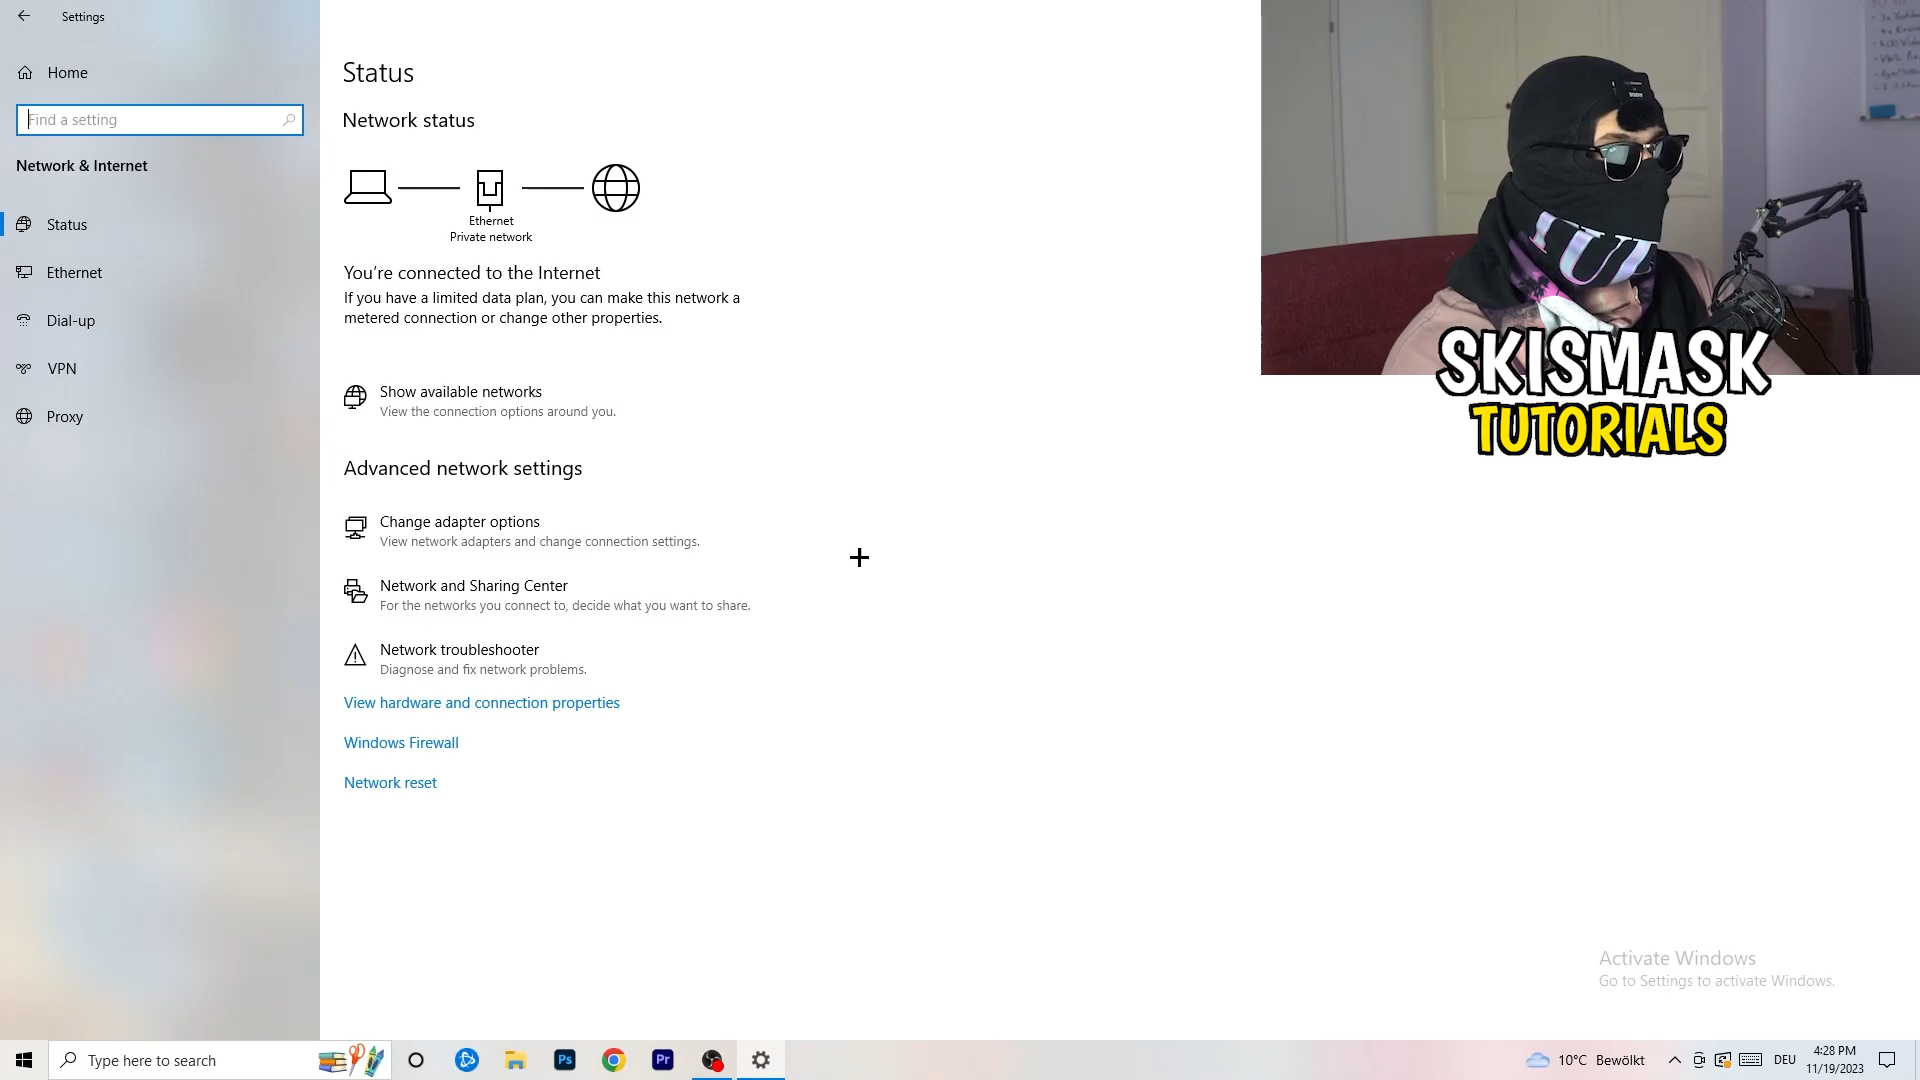 Settings
Home
Find a setting
Network & Internet
Status
Ethernet
Dial-up
VPN
Proxy
Status
Network status
Ethernet
Private network
You're connected to the Internet
If you have a limited data plan, you can make this network a
metered connection or change other properties.
Show available networks
View the connection options around you.
Advanced network settings
Change adapter options
View network adapters and change connection settings.
Network and Sharing Center
For the networks you connect to, decide what you want to share.
Network troubleshooter
Diagnose and fix network problems.
View hardware and connection properties
Windows Firewall
Network reset
SKISMASK
TUTORIALS
Activate Windows
Go to Settings to activate Windows.
Type here to search
Ps
Pr
10°C Bewölkt
DEU
4:28 PM
11/19/2023